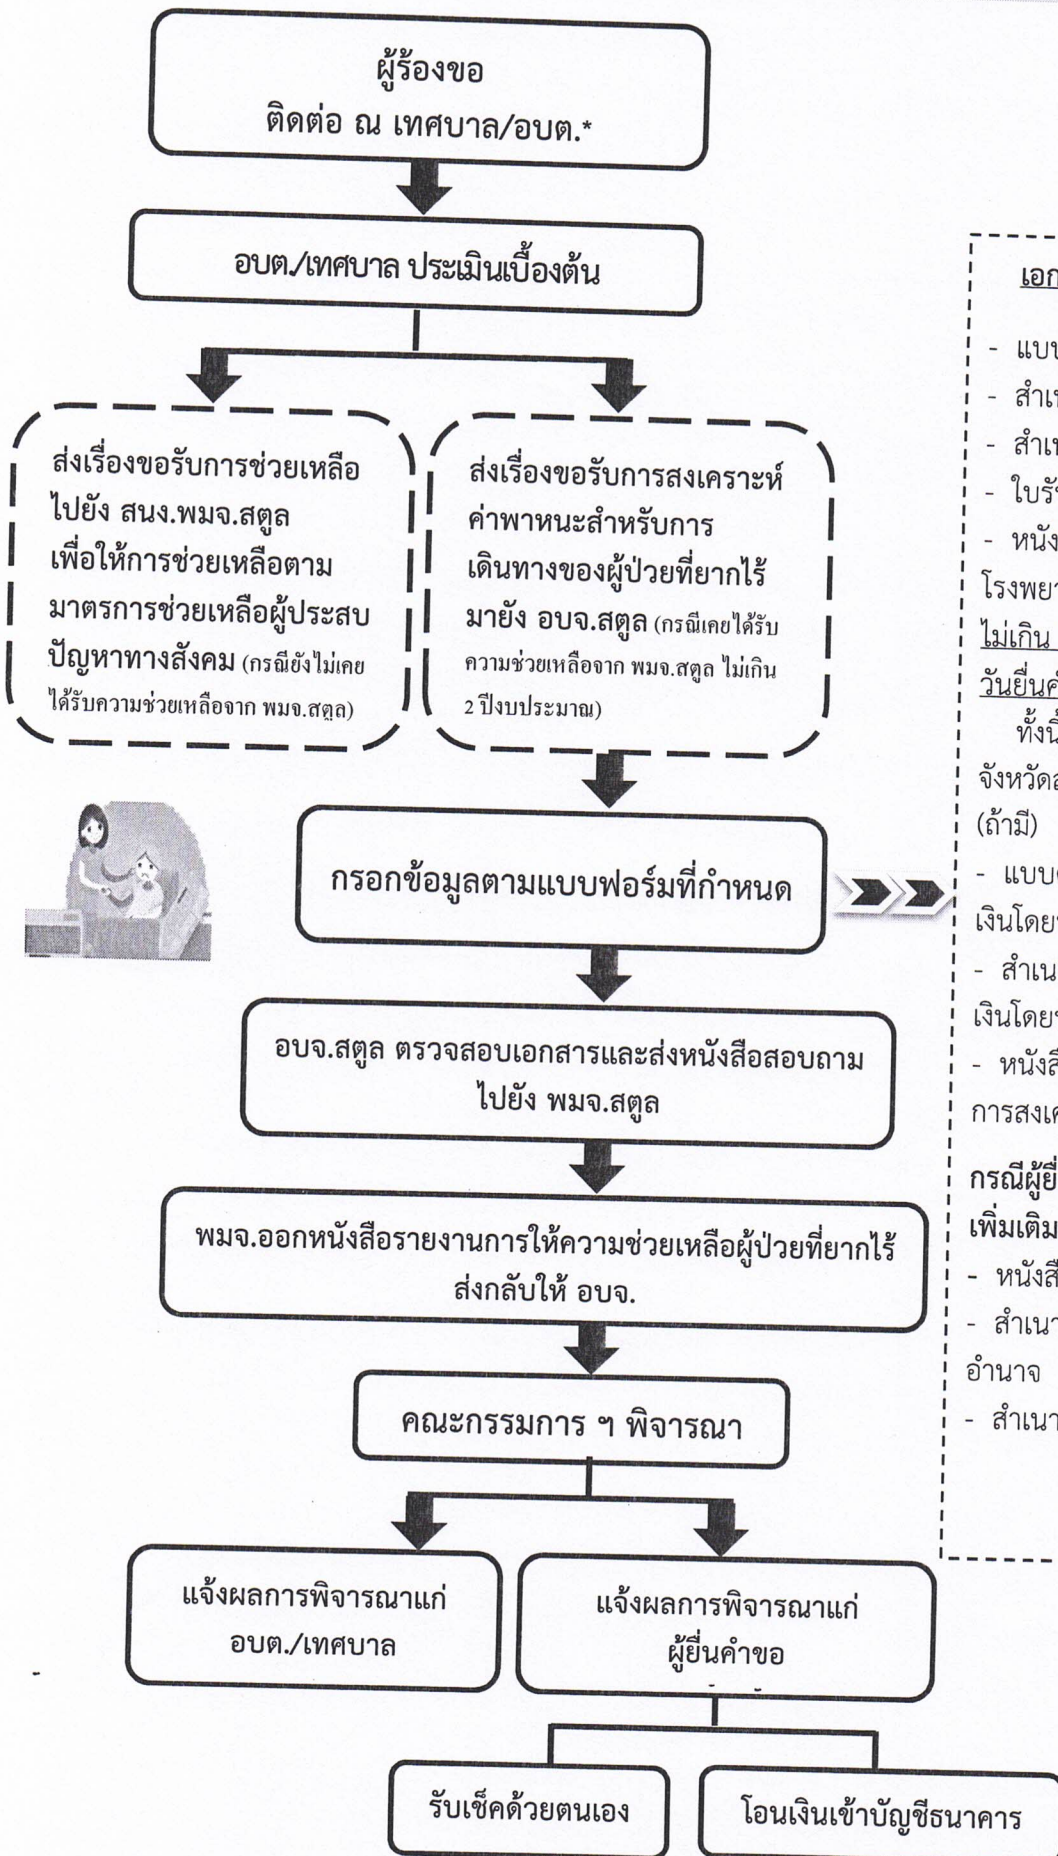 ผู้ร้องขอ
ติดต่อ ณ เทศบาล/อบต.*
อบต./เทศบาล ประเมินเบื้องต้น
ส่งเรื่องขอรับการช่วยเหลือ
ไปยัง สนง.พมจ.สตูล
เพื่อให้การช่วยเหลือตาม
มาตรการช่วยเหลือผู้ประสบ
ปัญหาทางสังคม (กรณียังไม่เคย
ได้รับความช่วยเหลือจาก พมจ.สตูล)
ส่งเรื่องขอรับการสงเคราะห์
ค่าพาหนะสำหรับการ
เดินทางของผู้ป่วยที่ยากไร้
มายัง อบจ.สตูล (กรณีเคยได้รับ
ความช่วยเหลือจาก พมจ.สตูล ไม่เกิน
2 ปีงบประมาณ)
กรอกข้อมูลตามแบบฟอร์มที่กำหนด
อบจ.สตูล ตรวจสอบเอกสารและส่งหนังสือสอบถาม
ไปยัง พมจ.สตูล
พมจ.ออกหนังสือรายงานการให้ความช่วยเหลือผู้ป่วยที่ยากไร้
ส่งกลับให้ อบจ.
คณะกรรมการ ฯ พิจารณา
แจ้งผลการพิจารณาแก่
อบต./เทศบาล
แจ้งผลการพิจารณาแก่
ผู้ยื่นคำขอ
รับเช็คด้วยตนเอง
โอนเงินเข้าบัญชีธนาคาร
เอก
- แบบ
- สำเ
- สำเ
- ใบรั
- หนัง
โรงพยา
ไม่เกิน
วันยื่นค
ทั้งนี้
จังหวัดส
(ถ้ามี)
- แบบ
เงินโดย
- สำเน
เงินโดย
- หนังสื
การสงเค
กรณีผู้ยื่
เพิ่มเติม
- หนังสื
- สำเนา
อำนาจ
- สำเนา